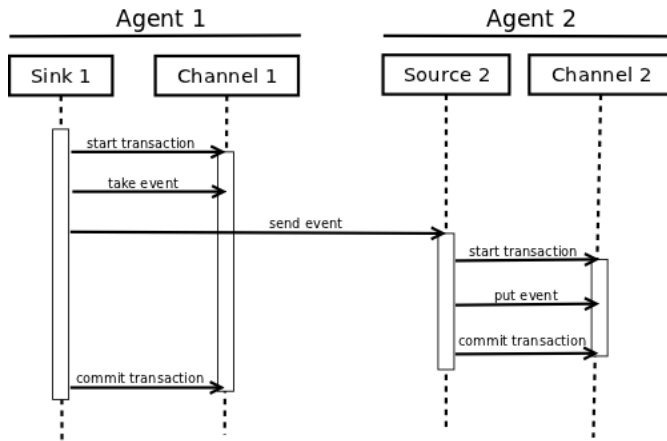 Agent 1
Agent 2
Sink 1
Channel 1
Source 2
Channel 2
start transaction
take event
send event
start transaction
put event
commit transaction
commit transaction